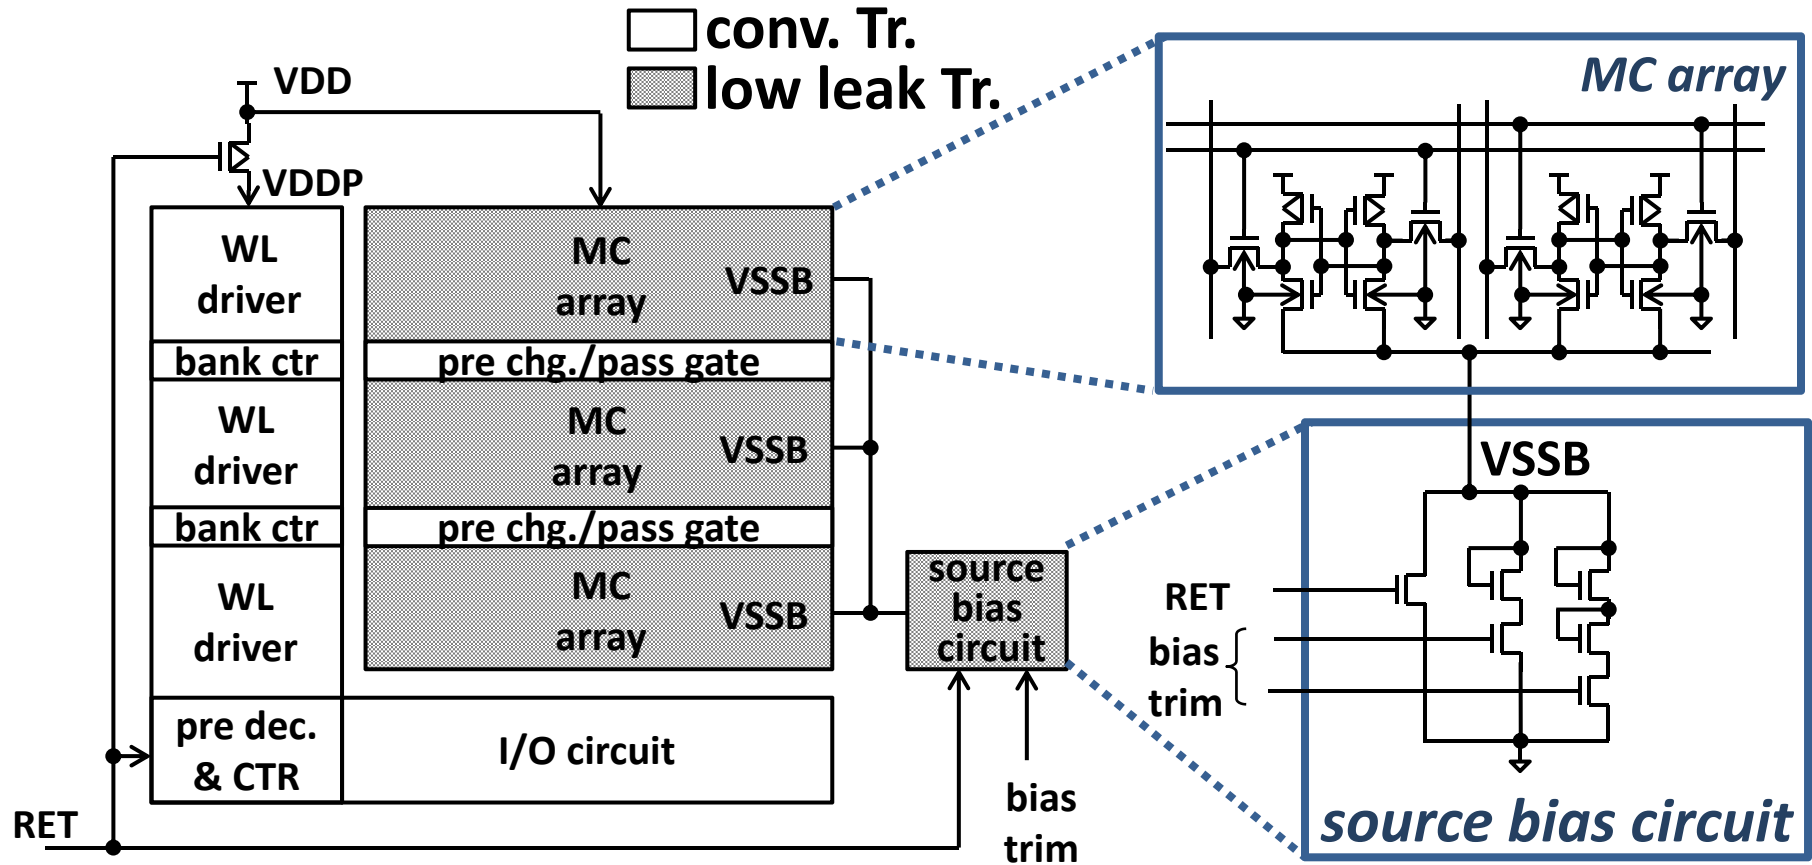 conv. Tr.
low leak Tr.
VDD
VDDP
WL
driver
bank ctr
WL
driver
bank ctr
WL
driver
pre dec.
& CTR
RET
MC
array
VSSB
pre chg./pass gate
MC
array
VSSB
pre chg./pass gate
MC
array
VSSB
I/O circuit
source
bias
circuit
bias
trim
MC array
VSSB
RET
bias
trim
source bias circuit